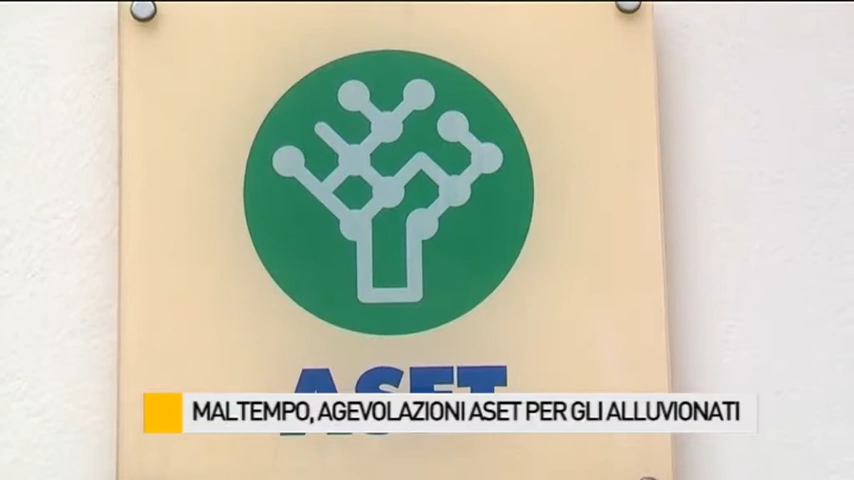 ASET
MALTEMPO, AGEVOLAZIONI ASET PER GLI ALLUVIONATI